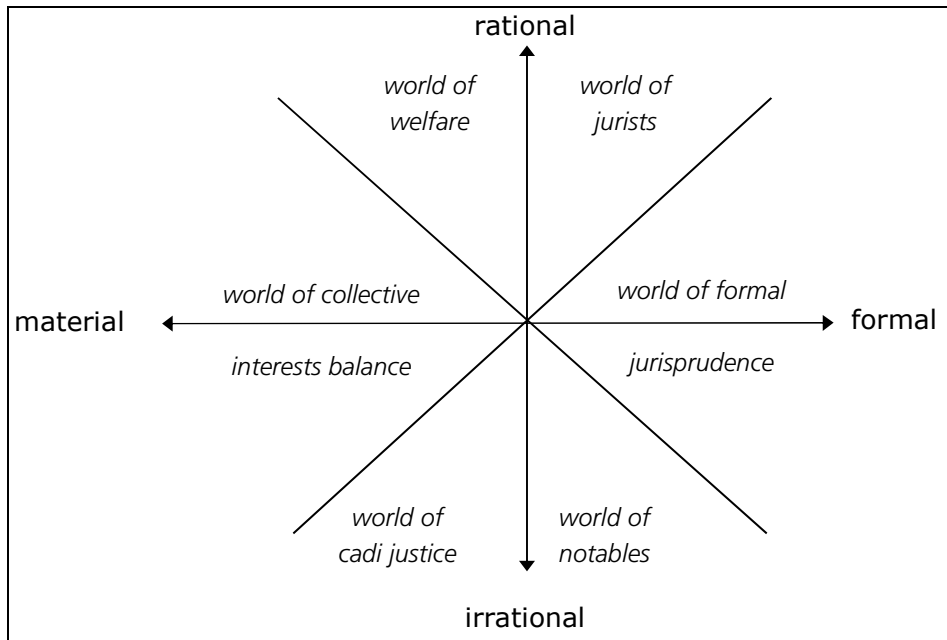 rational
world of
welfare
world of
jurists
world of collective
world of formal
material
formal
interests balance
jurisprudence
world of
cadi justice
world of
notables
irrational